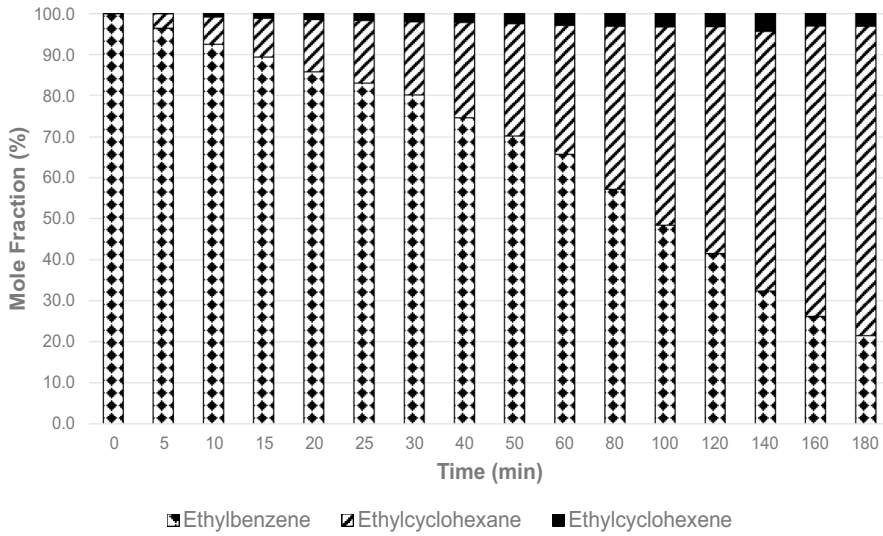 100.0
90.0
80.0
70.0
60.0
50.0
40.0
30.0
20.0
10.0
0.0
Mole Fraction (%)
0 5 10 15 20 25 30 40 50 60 80 100 120 140 160 180
Time (min)
Ethylbenzene Ethylcyclohexane Ethylcyclohexene